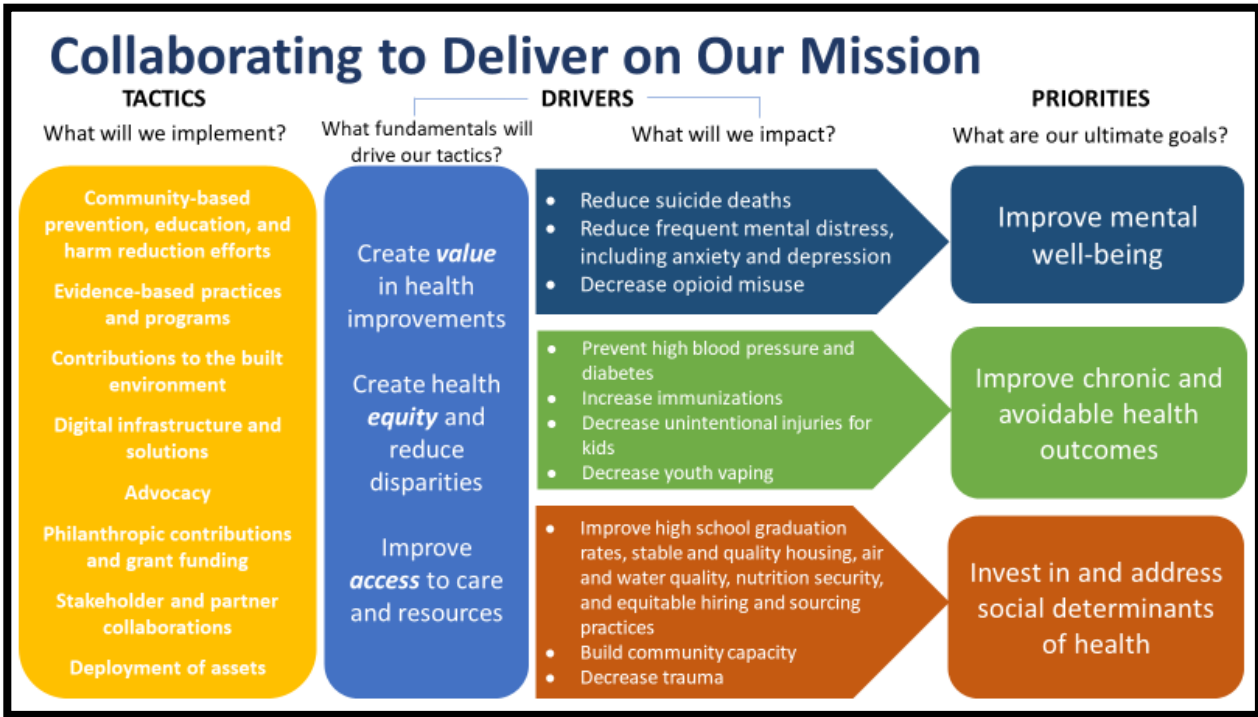 Collaborating to Deliver on Our Mission
TACTICS
What will we implement?
Community-based
prevention, education, and
harm reduction efforts
Evidence-based practices
and programs
Contributions to the built
environment
Digital infrastructure and
solutions
Advocacy
Philanthropic contributions
and grant funding
Stakeholder and partner
collaborations
Deployment of assets
DRIVERS
What fundamentals will
drive our tactics?
Create value
in health
improvements
Create health
equity and
reduce
disparities
Improve
access to care
and resources
What will we impact?
• Reduce suicide deaths
• Reduce frequent mental distress,
including anxiety and depression
• Decrease opioid misuse
• Prevent high blood pressure and
diabetes
• Increase immunizations
• Decrease unintentional injuries for
kids
• Decrease youth vaping
• Improve high school graduation
rates, stable and quality housing, air
and water quality, nutrition security,
and equitable hiring and sourcing
practices
• Build community capacity
• Decrease trauma
PRIORITIES
What are our ultimate goals?
Improve mental
well-being
Improve chronic and
avoidable health
outcomes
Invest in and address
social determinants
of health